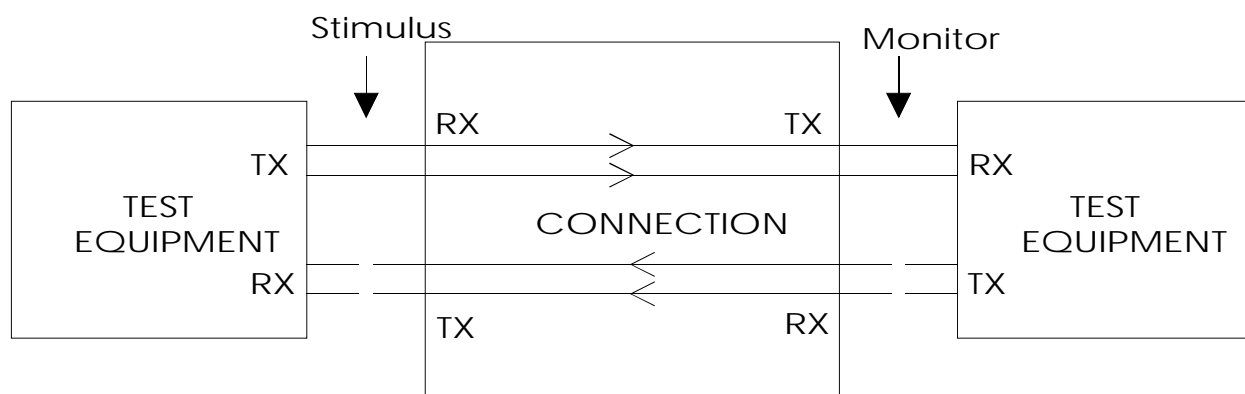 Stimulus
Monitor
RX
TX
TX
RX
TEST
EQUIPMENT
CONNECTION
TEST
EQUIPMENT
RX
TX
TX
RX